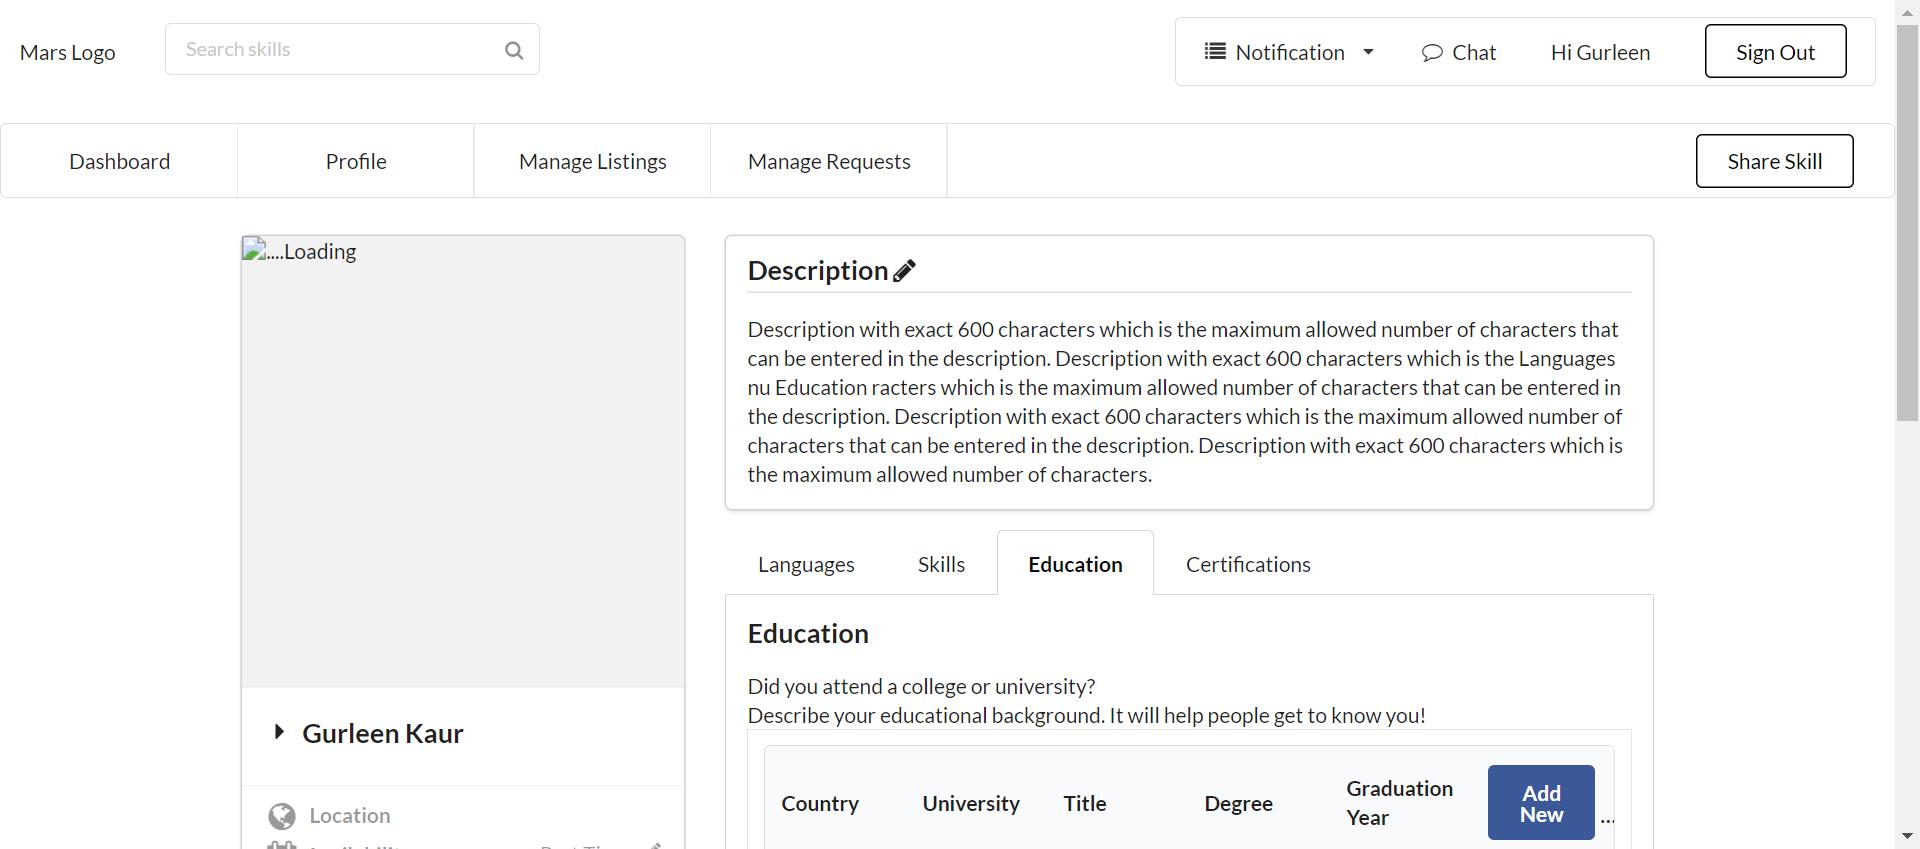 Mars Logo
Search skills
Notification
Chat
Hi Gurleen
Sign Out
Dashboard
Profile
Manage Listings
Manage Requests
Share Skill
....Loading
Gurleen Kaur
Location
Description
Description with exact 600 characters which is the maximum allowed number of characters that
can be entered in the description. Description with exact 600 characters which is the Languages
nu Education racters which is the maximum allowed number of characters that can be entered in
the description. Description with exact 600 characters which is the maximum allowed number of
characters that can be entered in the description. Description with exact 600 characters which is
the maximum allowed number of characters.
Languages
Skills
Education
Certifications
Education
Did you attend a college or university?
Describe your educational background. It will help people get to know you!
Country
University
Title
Degree
Graduation
Year
Add
New
...